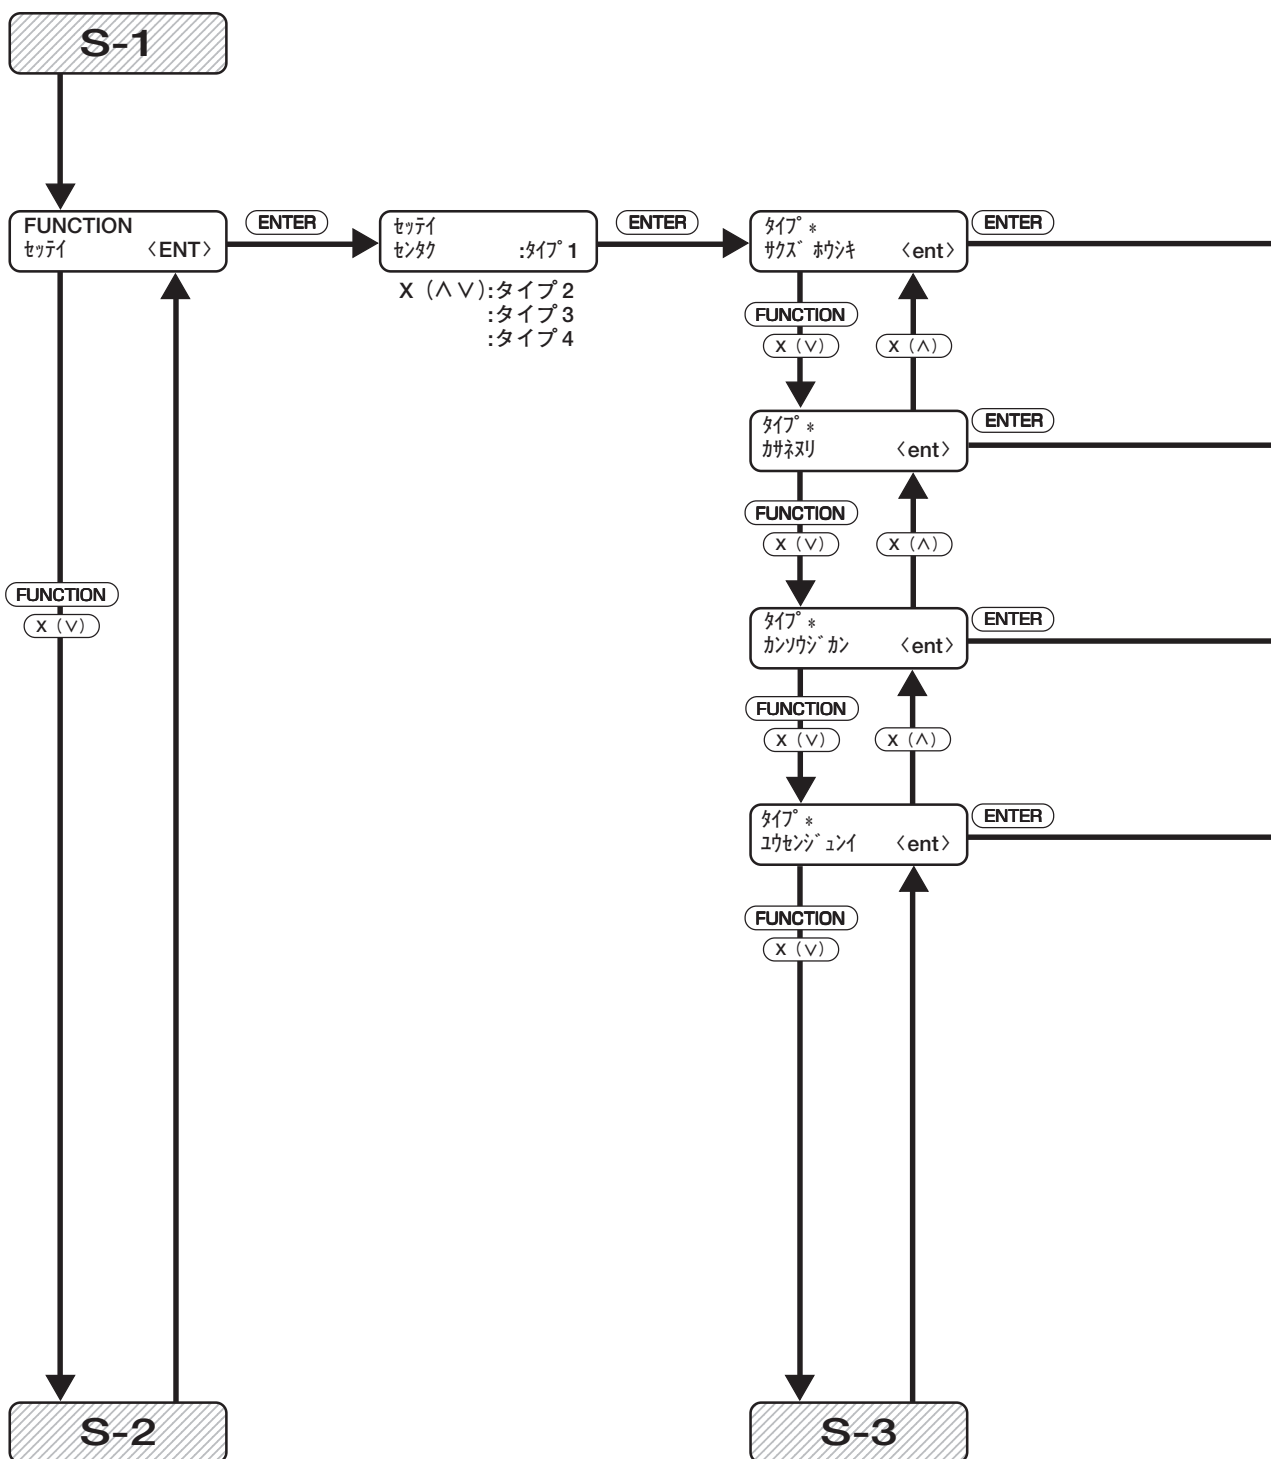 S-1
FUNCTION
ｾｯﾃｲ 〈ENT〉
ENTER
ｾｯﾃｲ
ｾﾝﾀｸ :ﾀｲﾌﾟ1
X (∧∨):タイプ2
:タイプ3
:タイプ4
ENTER
ﾀｲﾌﾟ*
ｻｸｽﾞﾎｳｼｷ 〈ent〉
ENTER
FUNCTION
X (∨)
X (∧)
ﾀｲﾌﾟ*
ｶｻﾈﾇﾘ 〈ent〉
ENTER
FUNCTION
X (∨)
X (∧)
FUNCTION
X (∨)
ﾀｲﾌﾟ*
ｶﾝｿｳｼﾞｶﾝ 〈ent〉
ENTER
FUNCTION
X (∨)
X (∧)
ﾀｲﾌﾟ*
ﾕｳｾﾝｼﾞｭﾝｲ 〈ent〉
ENTER
FUNCTION
X (∨)
S-2
S-3